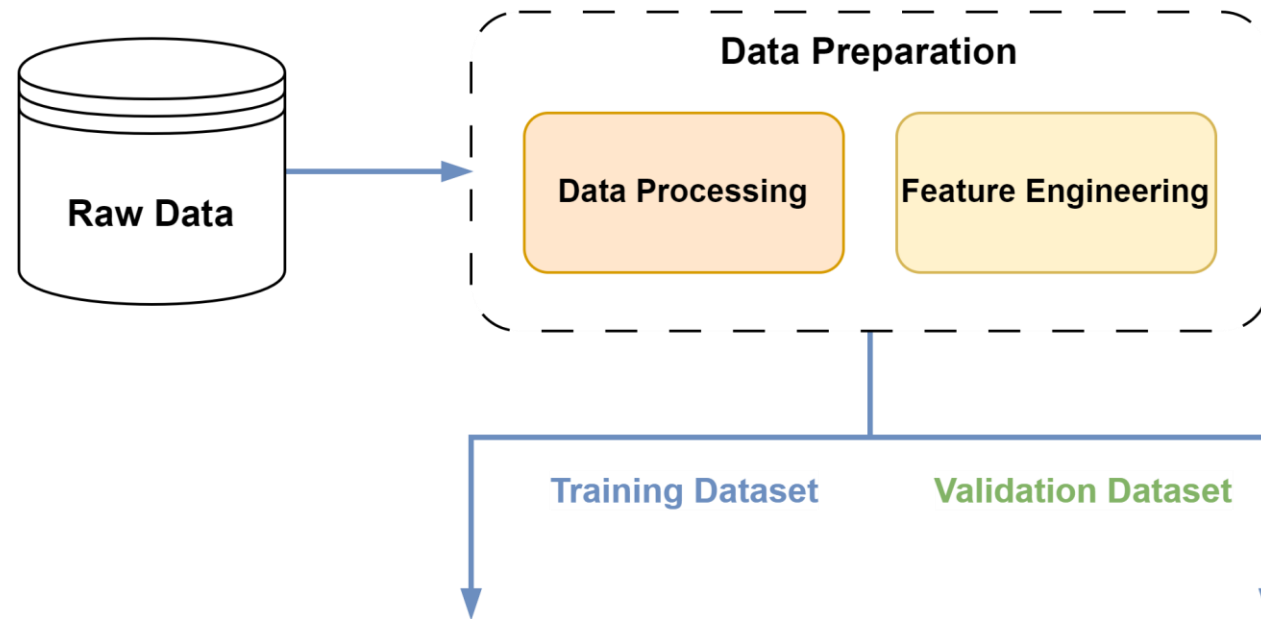 Data Preparation
Raw Data
Data Processing
Feature Engineering
Training Dataset
Validation Dataset